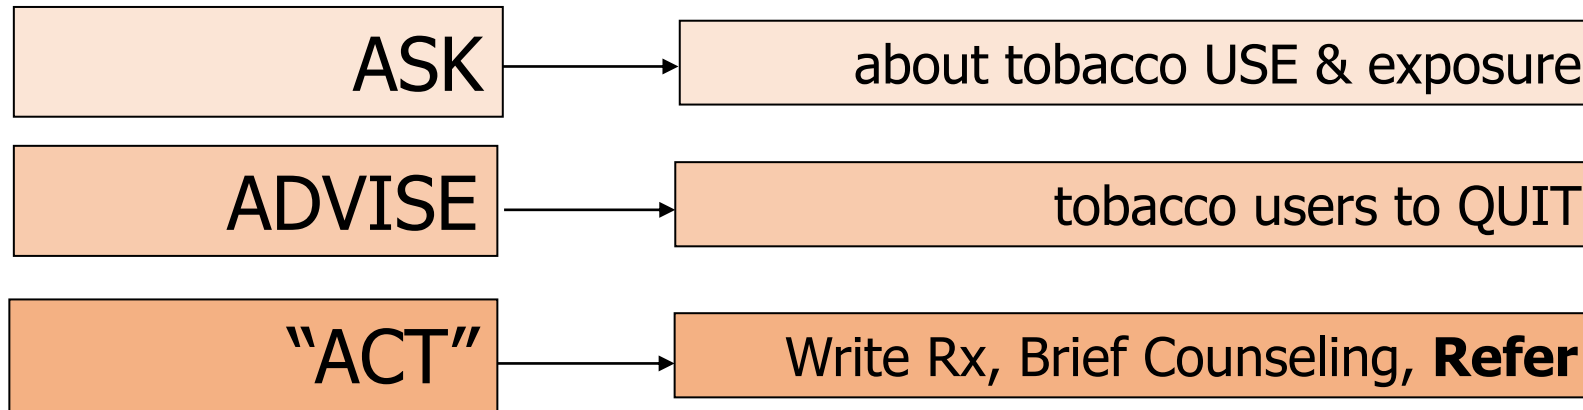 ASK
about tobacco USE & exposure
ADVISE
tobacco users to QUIT
“ACT”
Write Rx, Brief Counseling, Refer